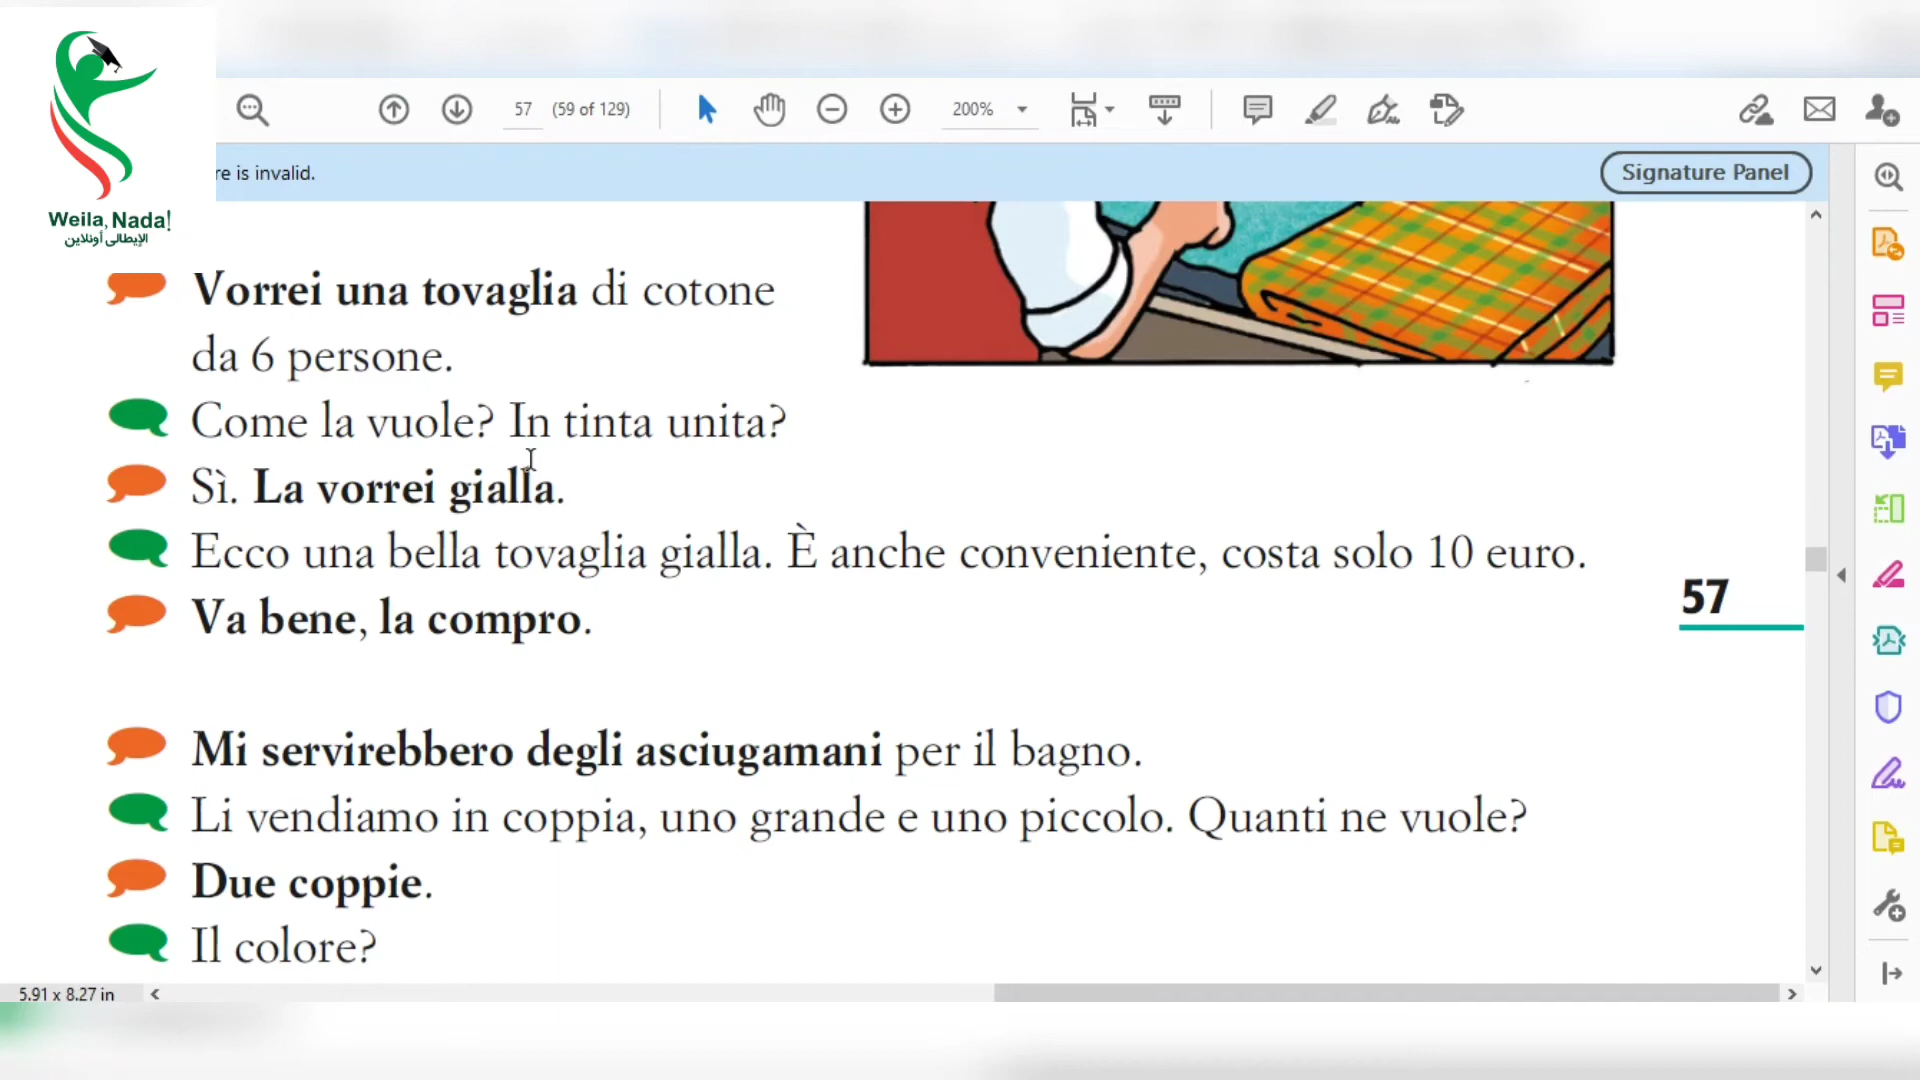 57 (59 of 129)
200%
re is invalid.
Signature Panel
Weila, Nada!
الإيطالى أونلاين
Vorrei una tovaglia di cotone
da 6 persone.
Come la vuole? In tinta unita?
Sì. La vorrei gialla.
Ecco una bella tovaglia gialla. È anche conveniente, costa solo 10 euro.
57
Va bene, la compro.
Mi servirebbero degli asciugamani per il bagno.
Li vendiamo in coppia, uno grande e uno piccolo. Quanti ne vuole?
Due coppie.
Il colore?
5.91 x 8.27 in